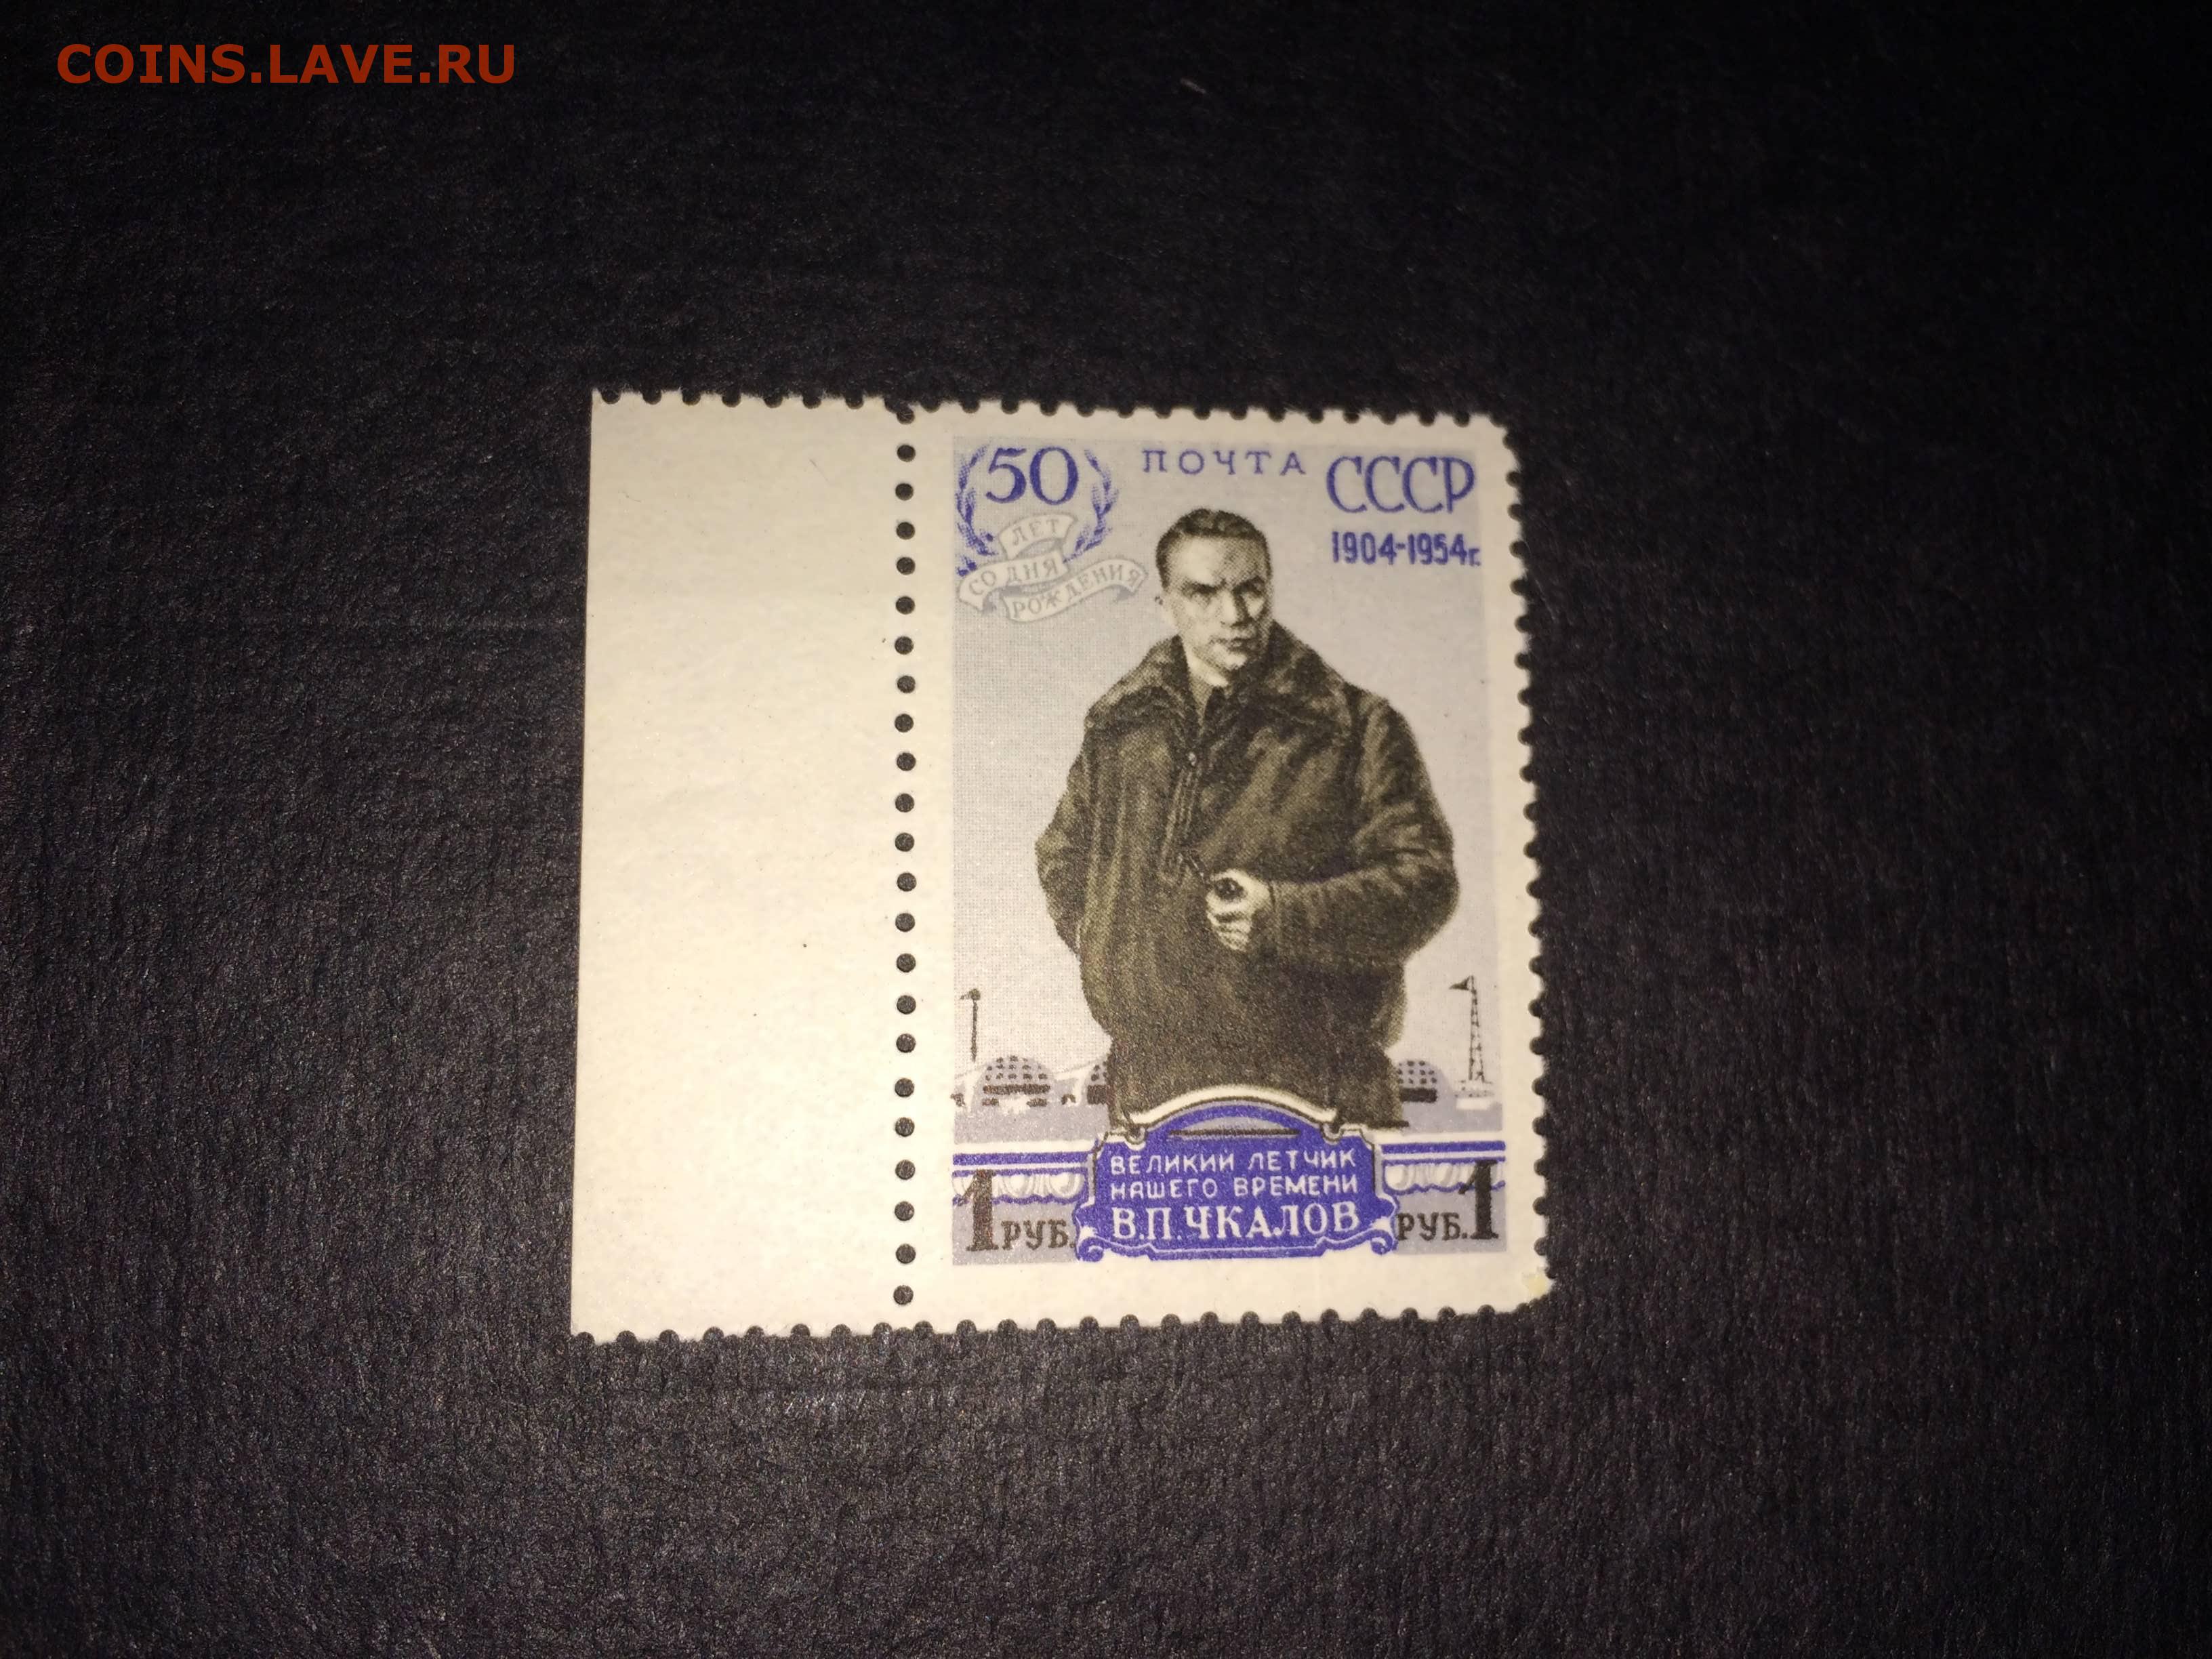 COINS.LAVE.RU
50
ПОЧТА СССР
1904-1954г.
ЛЕТ
СО ДНЯ
РОЖДЕНИЯ
ВЕЛИКИЙ ЛЕТЧИК
НАШЕГО ВРЕМЕНИ
В.П.ЧКАЛОВ
1 РУБ.
РУБ. 1